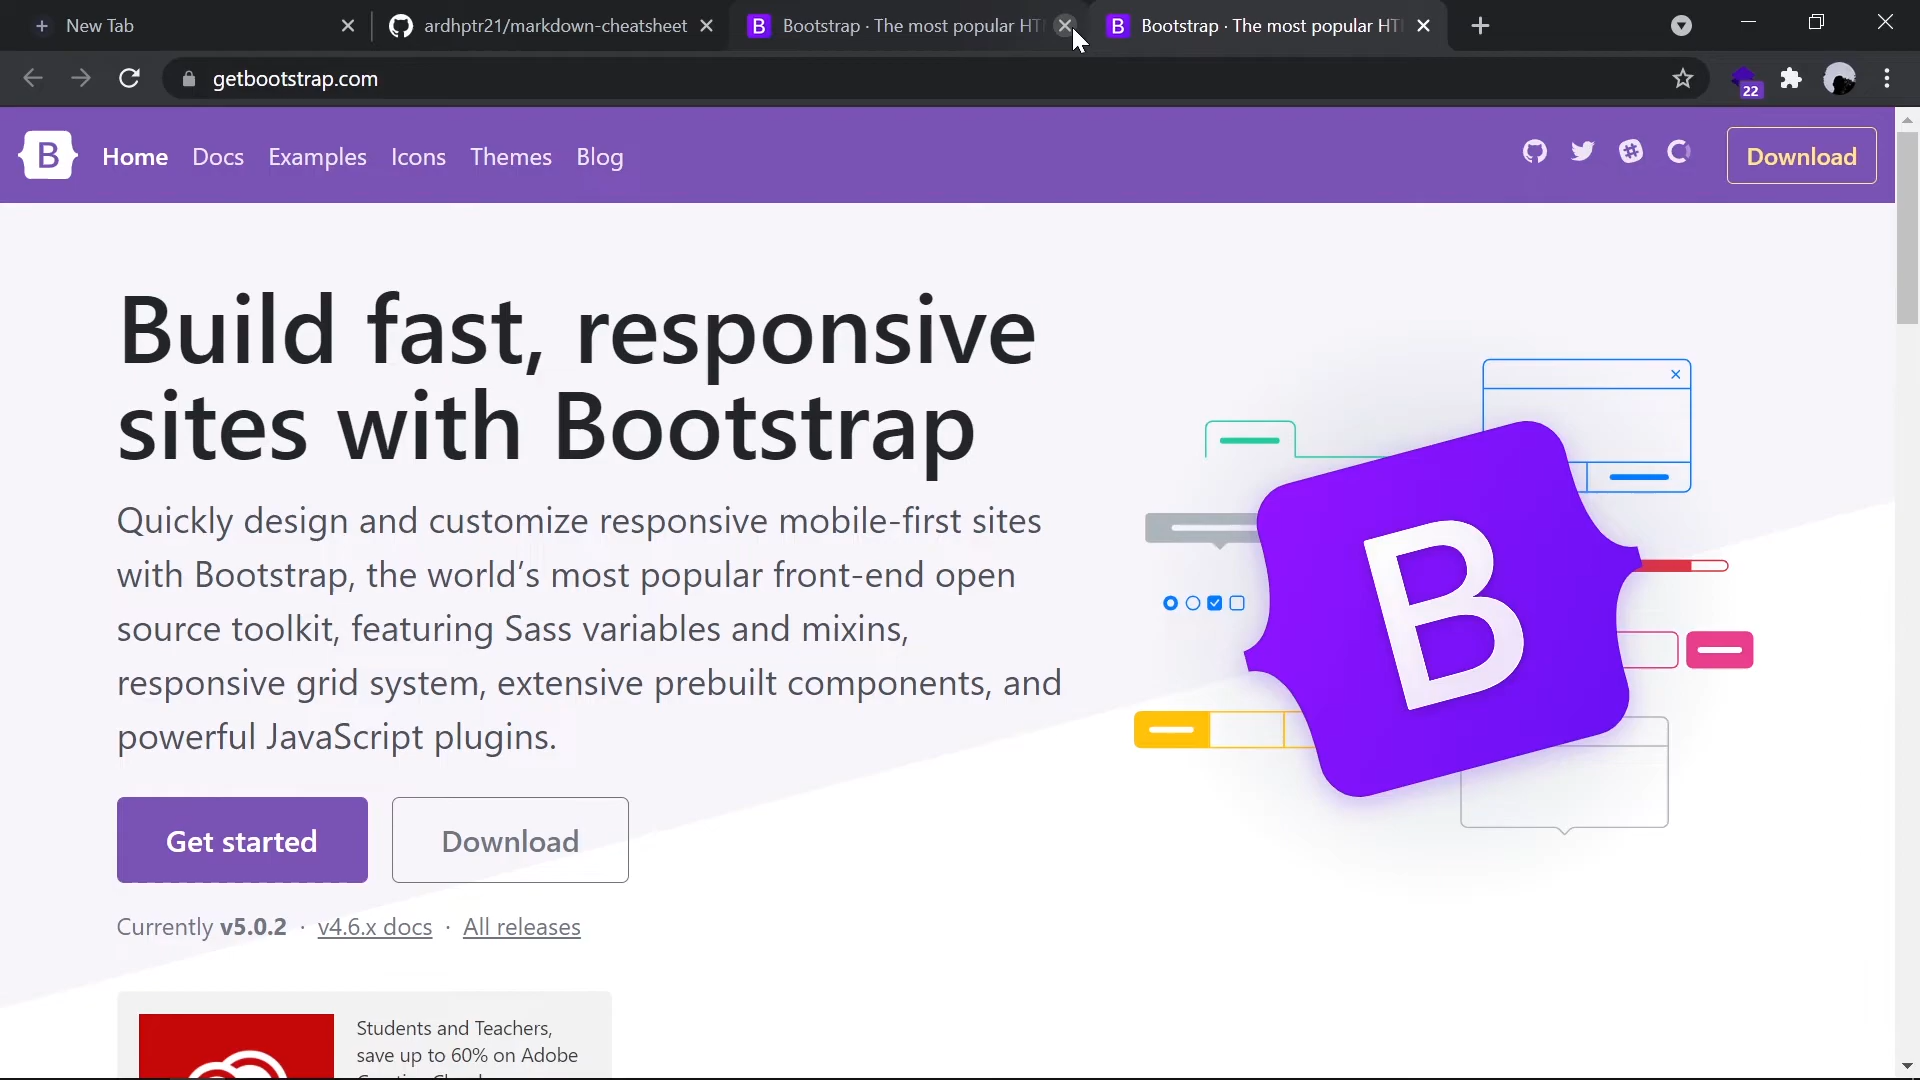 New Tab
ardhptr21/markdown-cheatsheet
Bootstrap · The most popular HT
Bootstrap · The most popular HT
getbootstrap.com
22
B
Home
Docs
Examples
Icons
Themes
Blog
Download
Build fast, responsive
sites with Bootstrap
Quickly design and customize responsive mobile-first sites
with Bootstrap, the world’s most popular front-end open
source toolkit, featuring Sass variables and mixins,
responsive grid system, extensive prebuilt components, and
powerful JavaScript plugins.
B
Get started
Download
Currently v5.0.2 · v4.6.x docs · All releases
Students and Teachers,
save up to 60% on Adobe